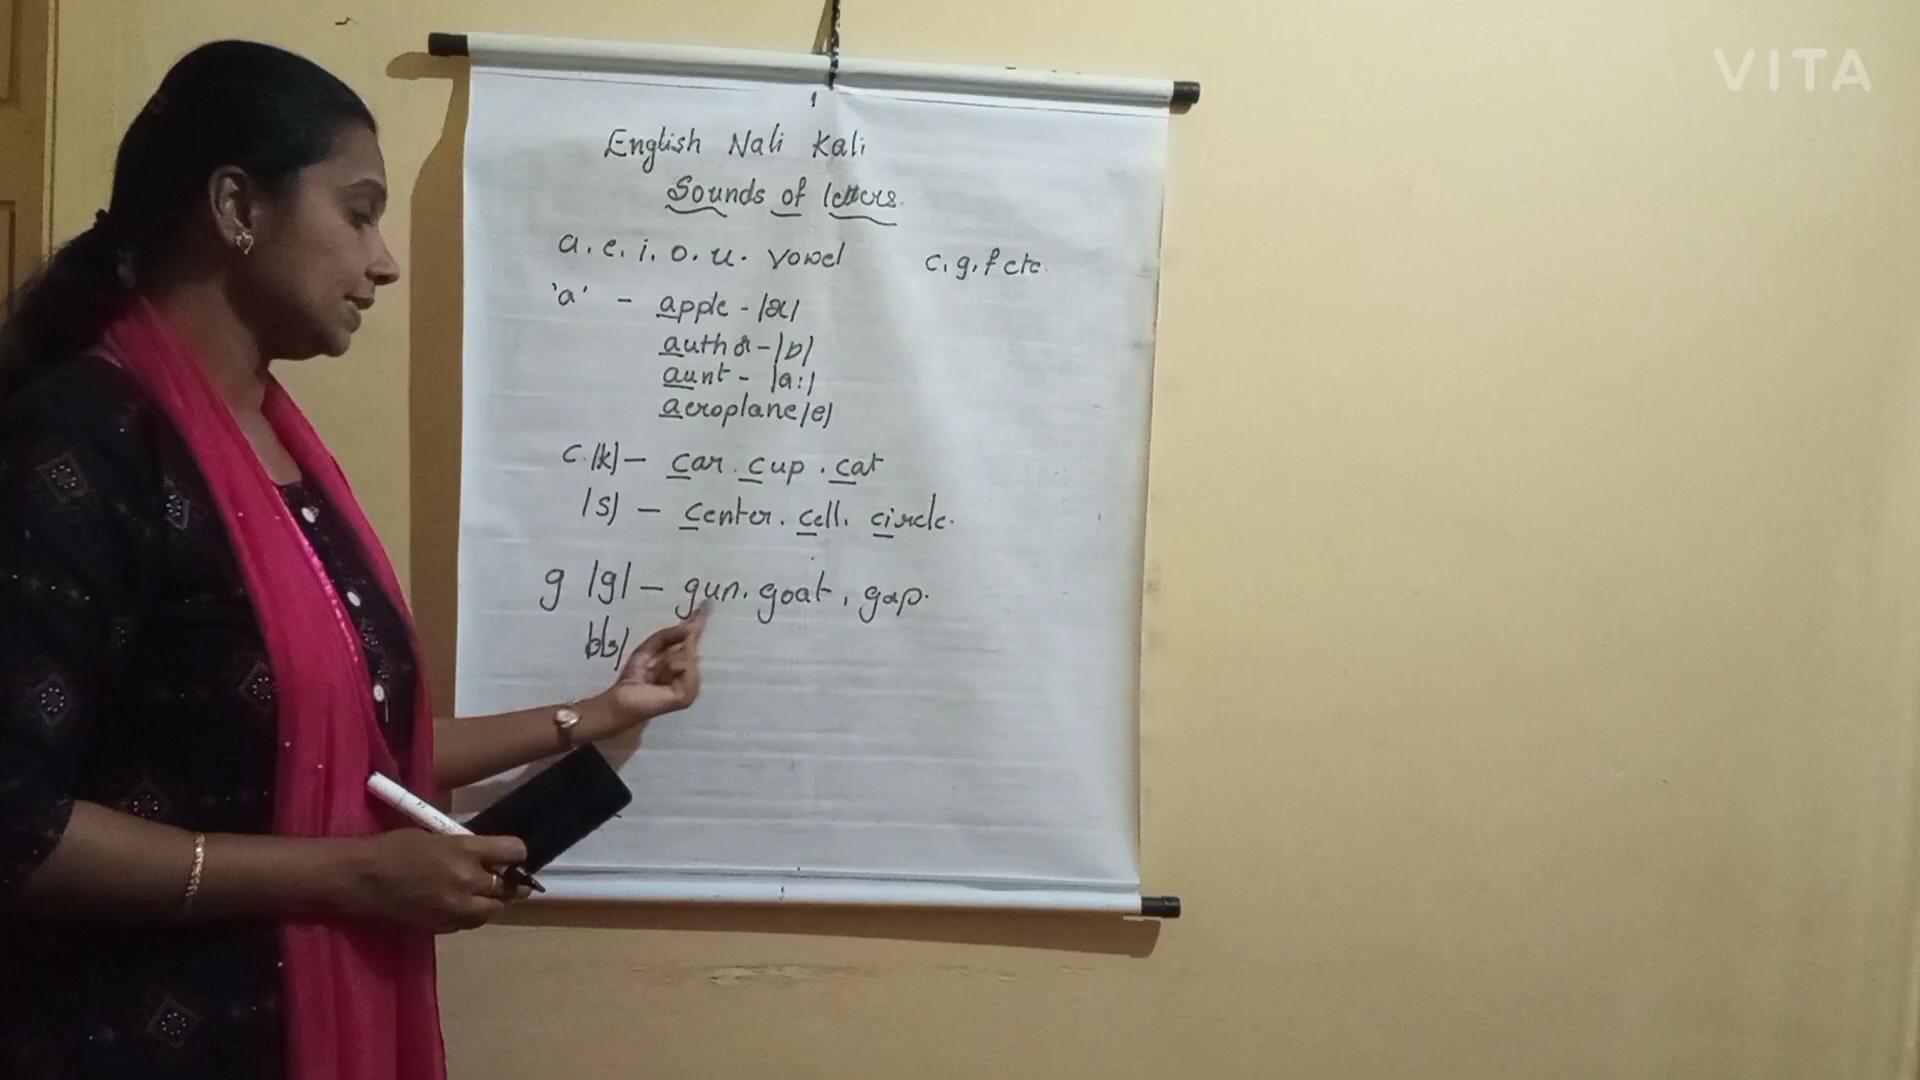 VITA
English Nali Kali
Sounds of letters.
a. e. i. o. u. vowel c. g. f etc.
'a' - apple - /æ/
author - /ɒ/
aunt - /a:/
aeroplane /e/
c. /k/ - car. cup. cat
/s/ - center. cell. circle.
g /g/ - gun. goat, gap.